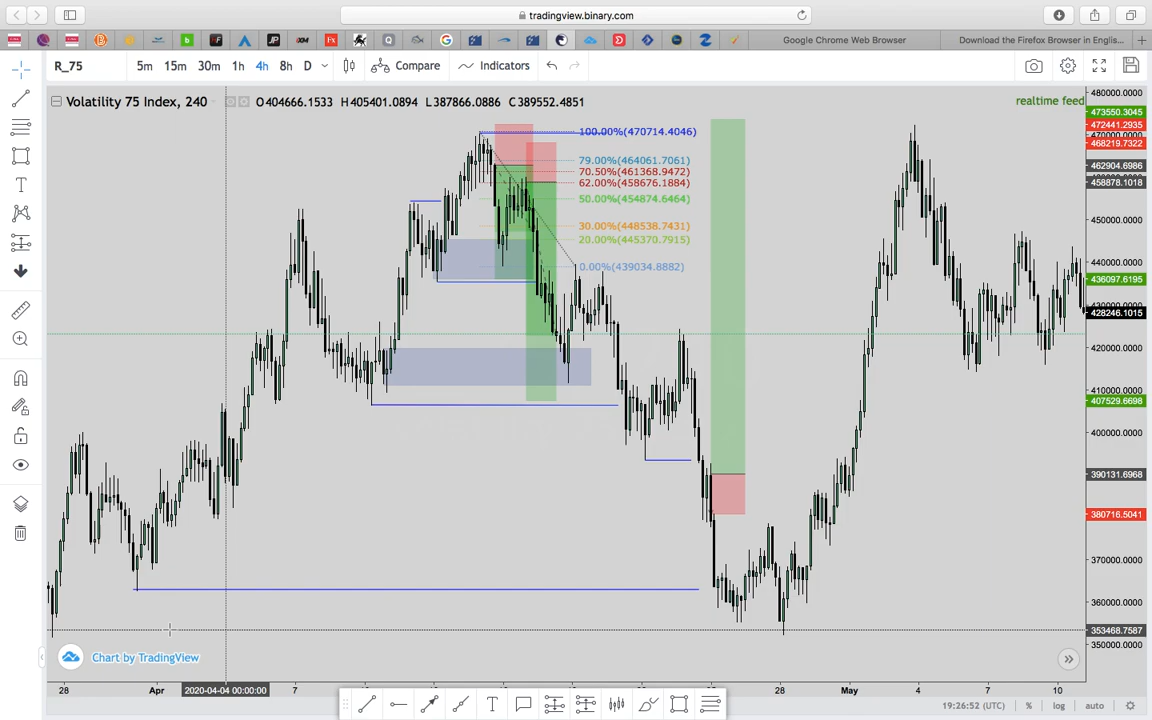 tradingview.binary.com
Google Chrome Web Browser
Download the Firefox Browser in Englis...
R_75
5m
15m
30m
1h
4h
8h
D
Compare
Indicators
Volatility 75 Index, 240
O404666.1533 H405401.0894 L387866.0886 C389552.4851
realtime feed
480000.0000
473550.3045
472441.2935
470000.0000
468219.7322
462904.6986
458878.1018
450000.0000
440000.0000
436097.6195
428246.1015
420000.0000
410000.0000
407529.6698
400000.0000
390131.6968
380716.5041
370000.0000
360000.0000
353468.7587
350000.0000
100.00%(470714.4046)
79.00%(464061.7061)
70.50%(461368.9472)
62.00%(458676.1884)
50.00%(454874.6464)
30.00%(448538.7431)
20.00%(445370.7915)
0.00%(439034.8882)
Chart by TradingView
28
Apr
2020-04-04 00:00:00
7
28
May
4
7
10
19:26:52 (UTC)
%
log
auto